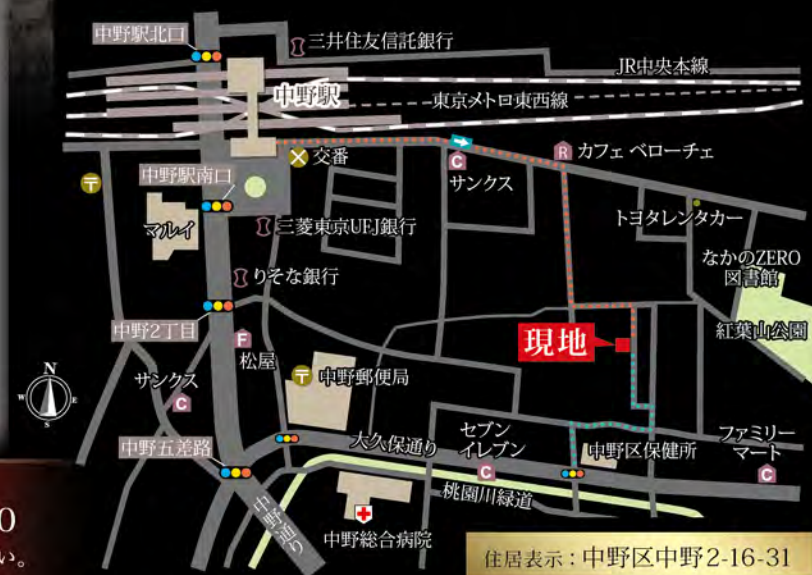 中野駅北口
三井住友信託銀行
JR中央本線
中野駅
東京メトロ東西線
交番
カフェ ベローチェ
R
C
サンクス
〒
中野駅南口
マルイ
三菱東京UFJ銀行
トヨタレンタカー
なかのZERO
図書館
りそな銀行
紅葉山公園
中野2丁目
現地
F
松屋
N
W
E
S
サンクス
C
〒
中野郵便局
中野五差路
大久保通り
セブン
イレブン
C
中野区保健所
ファミリー
マート
C
桃園川緑道
中野通り
中野総合病院
0
い。
住居表示：中野区中野2-16-31